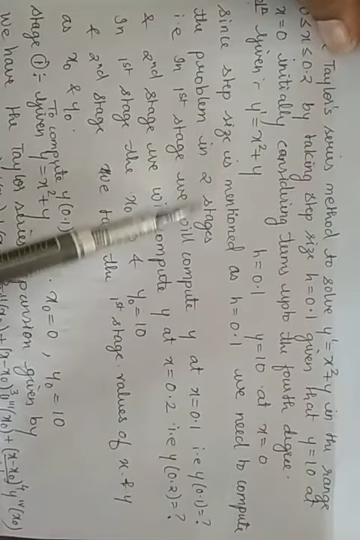 Taylor's series method to solve y' = x²+y in the range
0 ≤ x ≤ 0.2 by taking step size h = 0.1 given that y = 10 at
x = 0 initially considering terms upto the fourth degree.
Given :- y' = x²+y h = 0.1 y = 10 at x = 0
since step size is mentioned as h = 0.1 we need to compute
the problem in 2 stages
i.e in 1st stage we will compute y at x = 0.1 i.e y(0.1) = ?
& 2nd stage we will compute y at x = 0.2 i.e y(0.2) = ?
In 1st stage the x₀ & y₀ = 10
& 2nd stage we the 1st stage values of x & y
as x₀ & y₀.
To compute y(0.1)
stage ① :- Given y' = x²+y x₀ = 0, y₀ = 10
We have the Taylor series given by